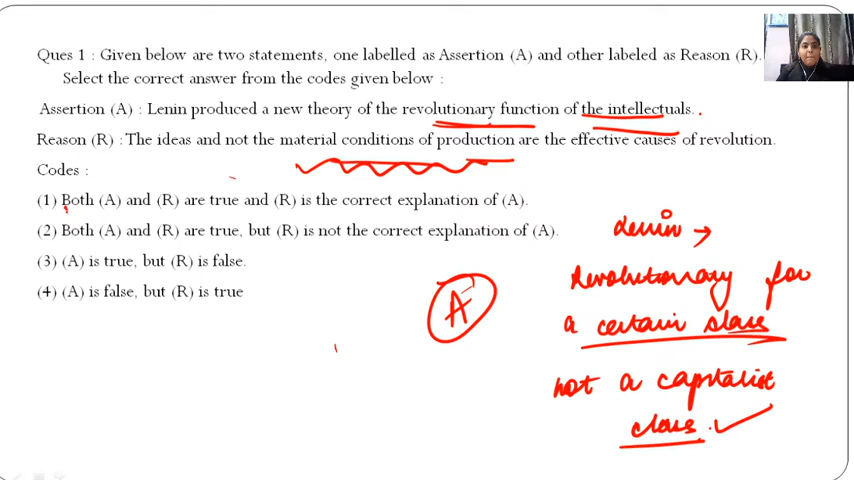 Ques 1 : Given below are two statements, one labelled as Assertion (A) and other labeled as Reason (R).
Select the correct answer from the codes given below :
Assertion (A) : Lenin produced a new theory of the revolutionary function of the intellectuals.
Reason (R) : The ideas and not the material conditions of production are the effective causes of revolution.
Codes :
(1) Both (A) and (R) are true and (R) is the correct explanation of (A).
(2) Both (A) and (R) are true, but (R) is not the correct explanation of (A).
(3) (A) is true, but (R) is false.
(4) (A) is false, but (R) is true
A
Lenin →
Revolutionary for
a certain class
not a capitalist
class.